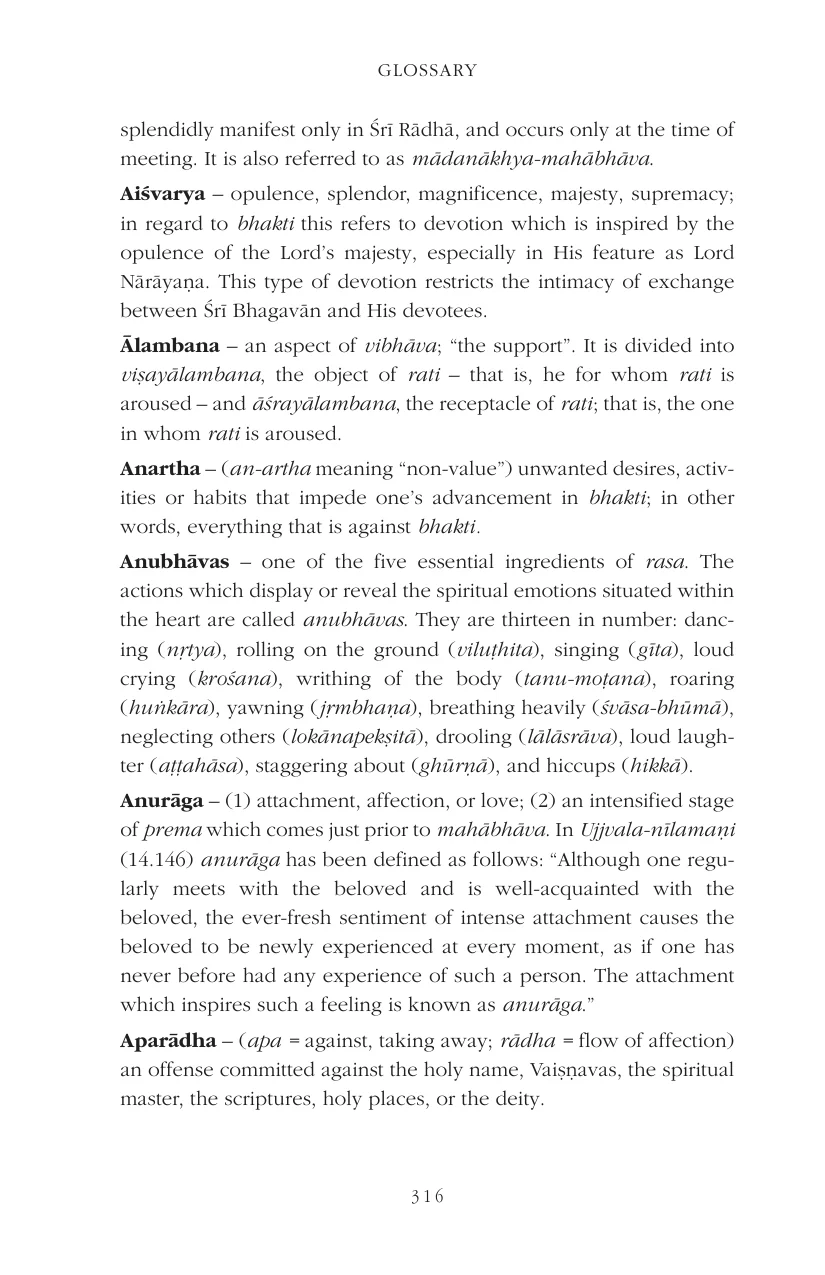 GLOSSARY
splendidly manifest only in Śrī Rādhā, and occurs only at the time of
meeting. It is also referred to as mādanākhya-mahābhāva.
Aiśvarya – opulence, splendor, magnificence, majesty, supremacy;
in regard to bhakti this refers to devotion which is inspired by the
opulence of the Lord’s majesty, especially in His feature as Lord
Nārāyaṇa. This type of devotion restricts the intimacy of exchange
between Śrī Bhagavān and His devotees.
Ālambana – an aspect of vibhāva; “the support”. It is divided into
viṣayālambana, the object of rati – that is, he for whom rati is
aroused – and āśrayālambana, the receptacle of rati; that is, the one
in whom rati is aroused.
Anartha – (an-artha meaning “non-value”) unwanted desires, activ-
ities or habits that impede one’s advancement in bhakti; in other
words, everything that is against bhakti.
Anubhāvas – one of the five essential ingredients of rasa. The
actions which display or reveal the spiritual emotions situated within
the heart are called anubhāvas. They are thirteen in number: danc-
ing (nṛtya), rolling on the ground (viluṭhita), singing (gīta), loud
crying (krośana), writhing of the body (tanu-moṭana), roaring
(huṅkāra), yawning (jṛmbhaṇa), breathing heavily (śvāsa-bhūmā),
neglecting others (lokānapekṣitā), drooling (lālāsrāva), loud laugh-
ter (aṭṭahāsa), staggering about (ghūrṇā), and hiccups (hikkā).
Anurāga – (1) attachment, affection, or love; (2) an intensified stage
of prema which comes just prior to mahābhāva. In Ujjvala-nīlamaṇi
(14.146) anurāga has been defined as follows: “Although one regu-
larly meets with the beloved and is well-acquainted with the
beloved, the ever-fresh sentiment of intense attachment causes the
beloved to be newly experienced at every moment, as if one has
never before had any experience of such a person. The attachment
which inspires such a feeling is known as anurāga.”
Aparādha – (apa = against, taking away; rādha = flow of affection)
an offense committed against the holy name, Vaiṣṇavas, the spiritual
master, the scriptures, holy places, or the deity.
316